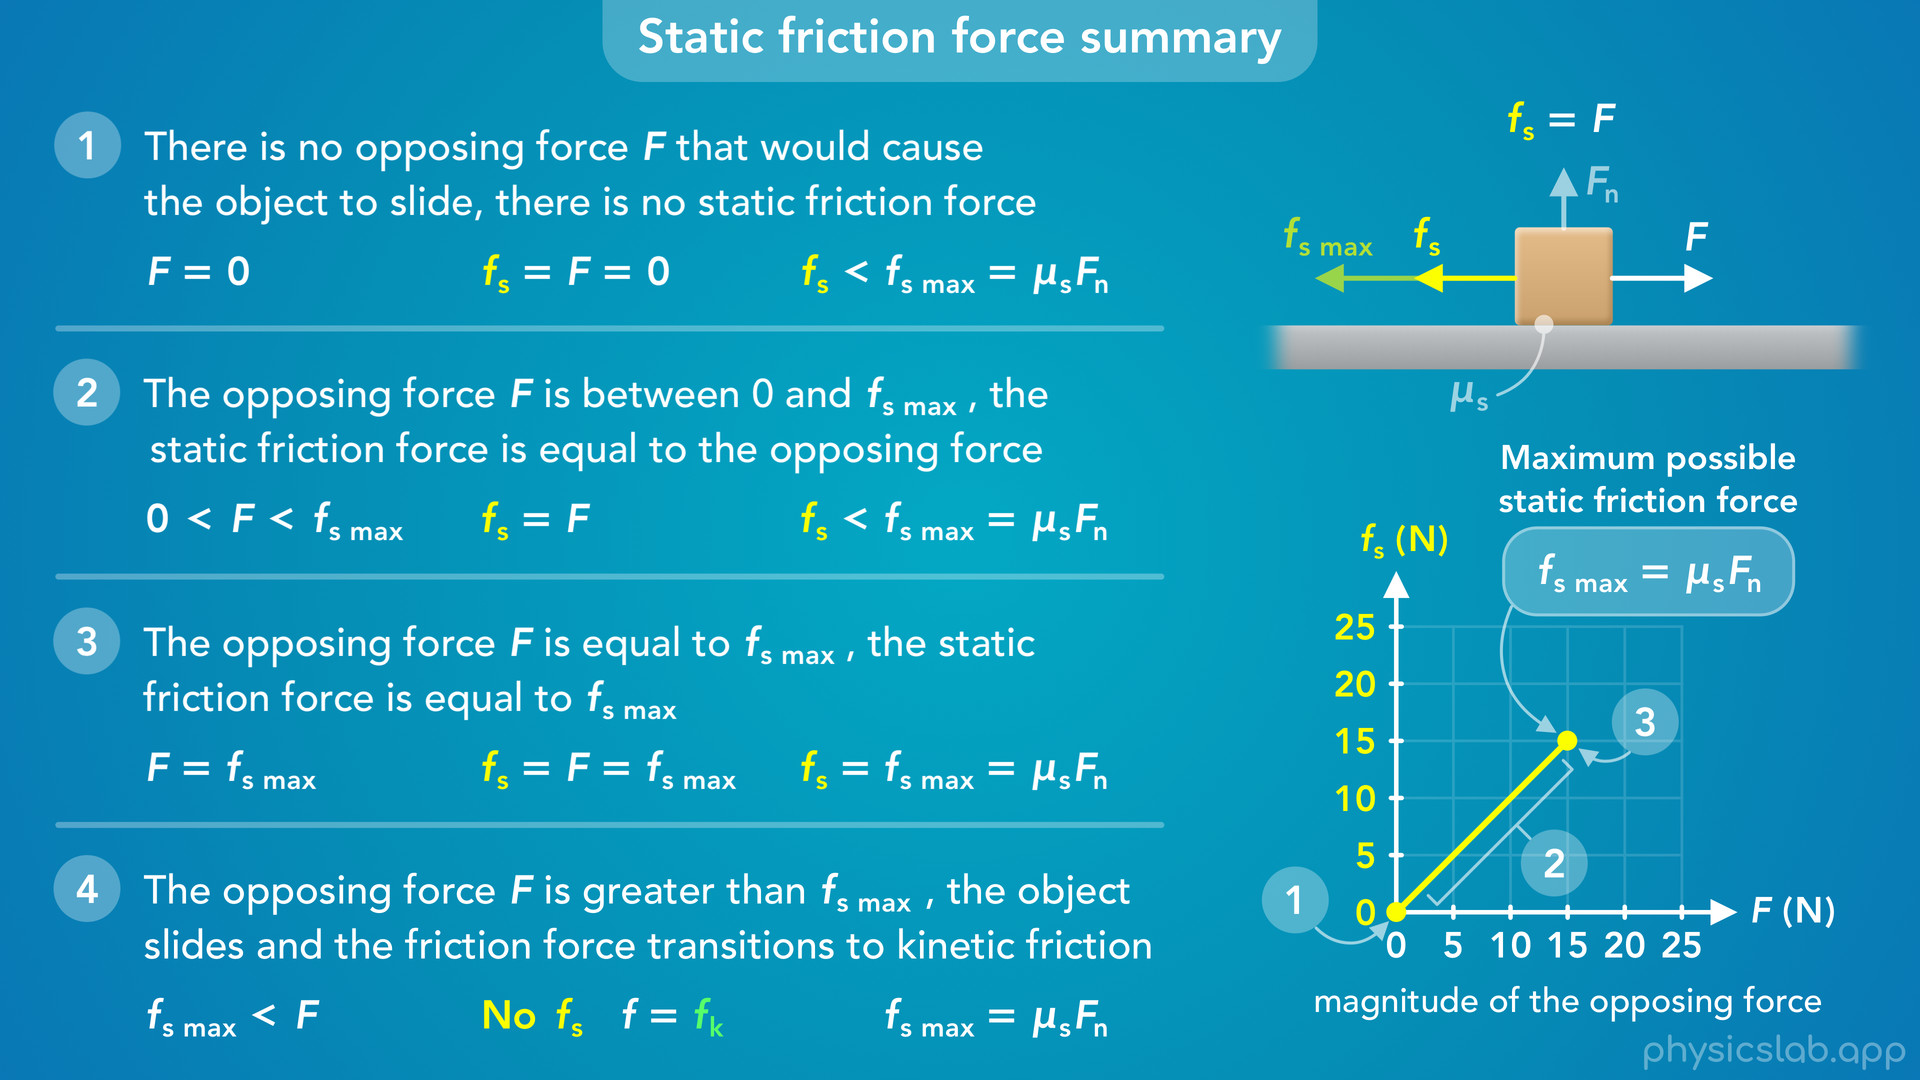 Static friction force summary
1
There is no opposing force F that would cause
the object to slide, there is no static friction force
F = 0 fs = F = 0 fs < fs max = μsFn
2
The opposing force F is between 0 and fs max , the
static friction force is equal to the opposing force
0 < F < fs max fs = F fs < fs max = μsFn
3
The opposing force F is equal to fs max , the static
friction force is equal to fs max
F = fs max fs = F = fs max fs = fs max = μsFn
4
The opposing force F is greater than fs max , the object
slides and the friction force transitions to kinetic friction
fs max < F No fs f = fk fs max = μsFn
fs = F
Fn
fs max fs F
μs
Maximum possible
static friction force
fs max = μsFn
fs (N)
25
20
15
10
5
0
3
2
1
F (N)
0 5 10 15 20 25
magnitude of the opposing force
physicslab.app